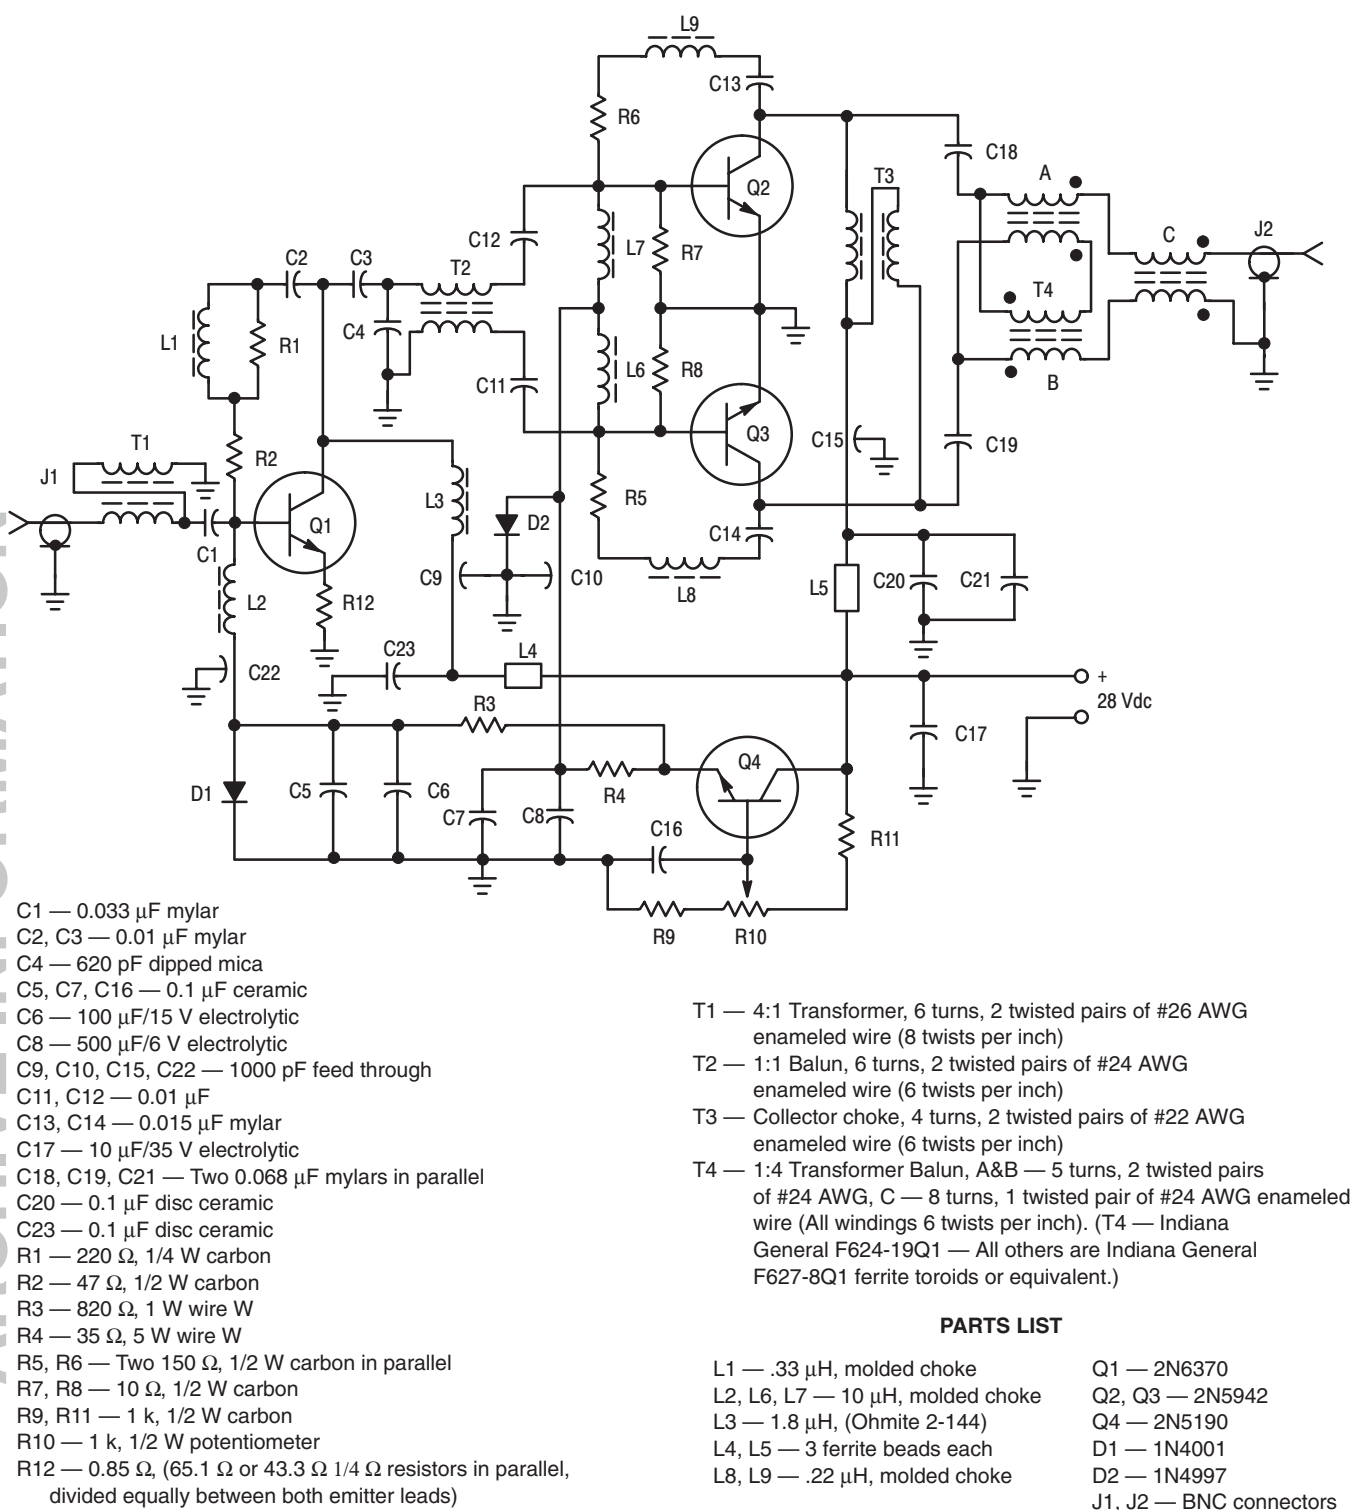 L9
C13
R6
C18
A
Q2
T3
C12
L7
R7
C
J2
C2
C3
T2
T4
C4
L1
R1
L6
R8
B
C11
Q3
C15
C19
T1
R2
J1
L3
R5
Q1
D2
C14
C1
C9
C10
L8
L5
C20
C21
L2
R12
C23
L4
C22
+
28 Vdc
R3
C17
Q4
D1
C5
C6
R4
C7
C8
C16
R11
R9
R10
C1 — 0.033 μF mylar
C2, C3 — 0.01 μF mylar
C4 — 620 pF dipped mica
C5, C7, C16 — 0.1 μF ceramic
C6 — 100 μF/15 V electrolytic
C8 — 500 μF/6 V electrolytic
C9, C10, C15, C22 — 1000 pF feed through
C11, C12 — 0.01 μF
C13, C14 — 0.015 μF mylar
C17 — 10 μF/35 V electrolytic
C18, C19, C21 — Two 0.068 μF mylars in parallel
C20 — 0.1 μF disc ceramic
C23 — 0.1 μF disc ceramic
R1 — 220 Ω, 1/4 W carbon
R2 — 47 Ω, 1/2 W carbon
R3 — 820 Ω, 1 W wire W
R4 — 35 Ω, 5 W wire W
R5, R6 — Two 150 Ω, 1/2 W carbon in parallel
R7, R8 — 10 Ω, 1/2 W carbon
R9, R11 — 1 k, 1/2 W carbon
R10 — 1 k, 1/2 W potentiometer
R12 — 0.85 Ω, (65.1 Ω or 43.3 Ω 1/4 Ω resistors in parallel,
divided equally between both emitter leads)
T1 — 4:1 Transformer, 6 turns, 2 twisted pairs of #26 AWG
enameled wire (8 twists per inch)
T2 — 1:1 Balun, 6 turns, 2 twisted pairs of #24 AWG
enameled wire (6 twists per inch)
T3 — Collector choke, 4 turns, 2 twisted pairs of #22 AWG
enameled wire (6 twists per inch)
T4 — 1:4 Transformer Balun, A&B — 5 turns, 2 twisted pairs
of #24 AWG, C — 8 turns, 1 twisted pair of #24 AWG enameled
wire (All windings 6 twists per inch). (T4 — Indiana
General F624-19Q1 — All others are Indiana General
F627-8Q1 ferrite toroids or equivalent.)
PARTS LIST
L1 — .33 μH, molded choke
L2, L6, L7 — 10 μH, molded choke
L3 — 1.8 μH, (Ohmite 2-144)
L4, L5 — 3 ferrite beads each
L8, L9 — .22 μH, molded choke
Q1 — 2N6370
Q2, Q3 — 2N5942
Q4 — 2N5190
D1 — 1N4001
D2 — 1N4997
J1, J2 — BNC connectors